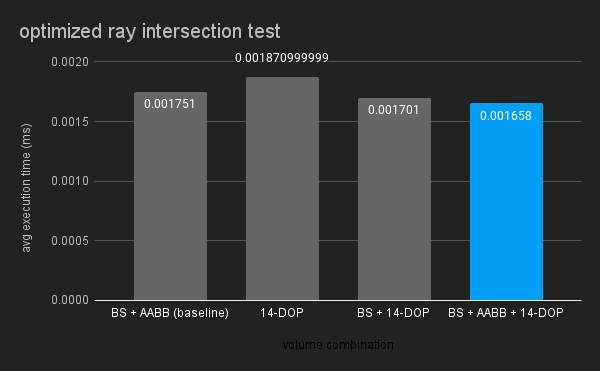 optimized ray intersection test
0.0020
0.0015
0.0010
0.0005
0.0000
avg execution time (ms)
0.001751
0.001870999999
0.001701
0.001658
BS + AABB (baseline)
14-DOP
BS + 14-DOP
BS + AABB + 14-DOP
volume combination